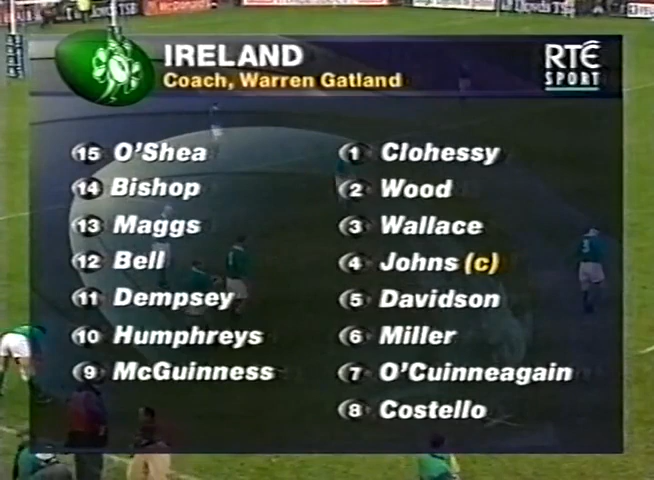 IRELAND
Coach, Warren Gatland
RTÉ
SPORT
15 O'Shea
14 Bishop
13 Maggs
12 Bell
11 Dempsey
10 Humphreys
9 McGuinness
1 Clohessy
2 Wood
3 Wallace
4 Johns (c)
5 Davidson
6 Miller
7 O'Cuinneagain
8 Costello
McDonald's